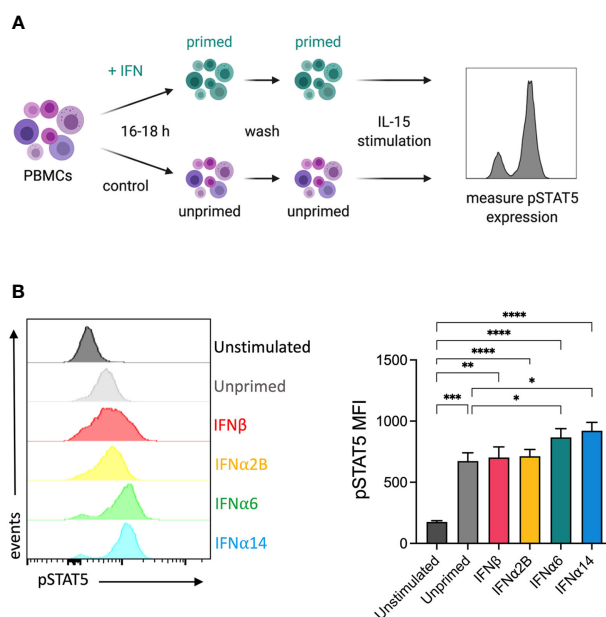 A
primed
primed
+ IFN
16-18 h
wash
IL-15
stimulation
PBMCs
control
unprimed
unprimed
measure pSTAT5
expression
B
events
Unstimulated
Unprimed
IFNβ
IFNα2B
IFNα6
IFNα14
pSTAT5
****
****
****
**
*
***
*
pSTAT5 MFI
1500
1000
500
0
Unstimulated
Unprimed
IFNβ
IFNα2B
IFNα6
IFNα14